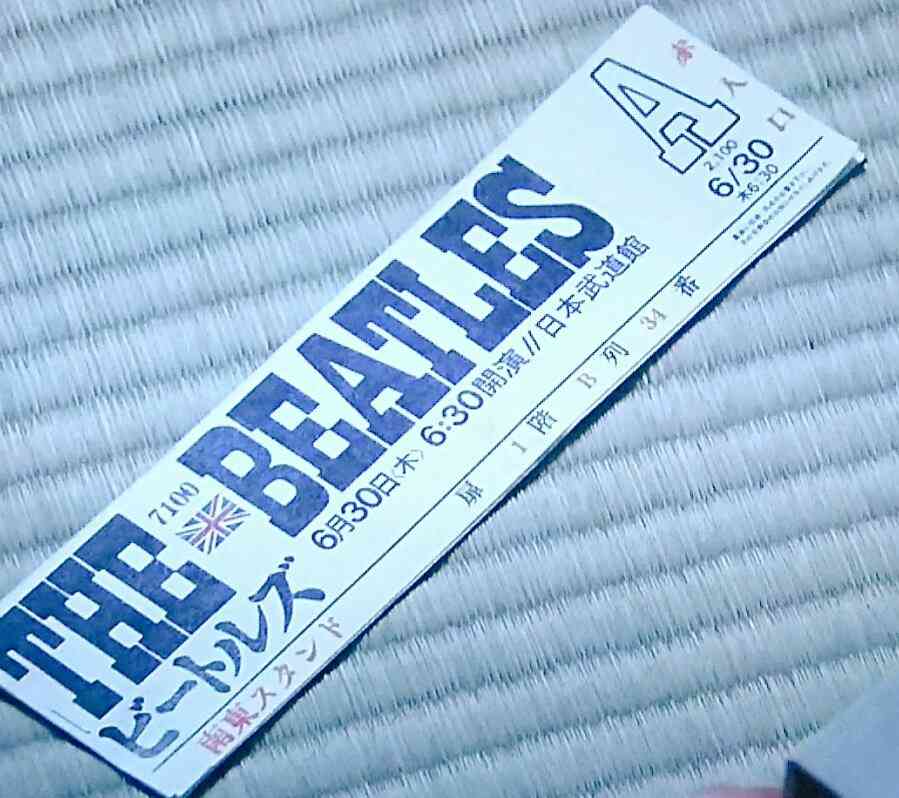 THE BEATLES
7100
ビートルズ
6月30日〈木〉 6:30開演//日本武道館
南東スタンド 扉 1 階 B 列 34 番
A
2,100
6/30
木6:30
入口